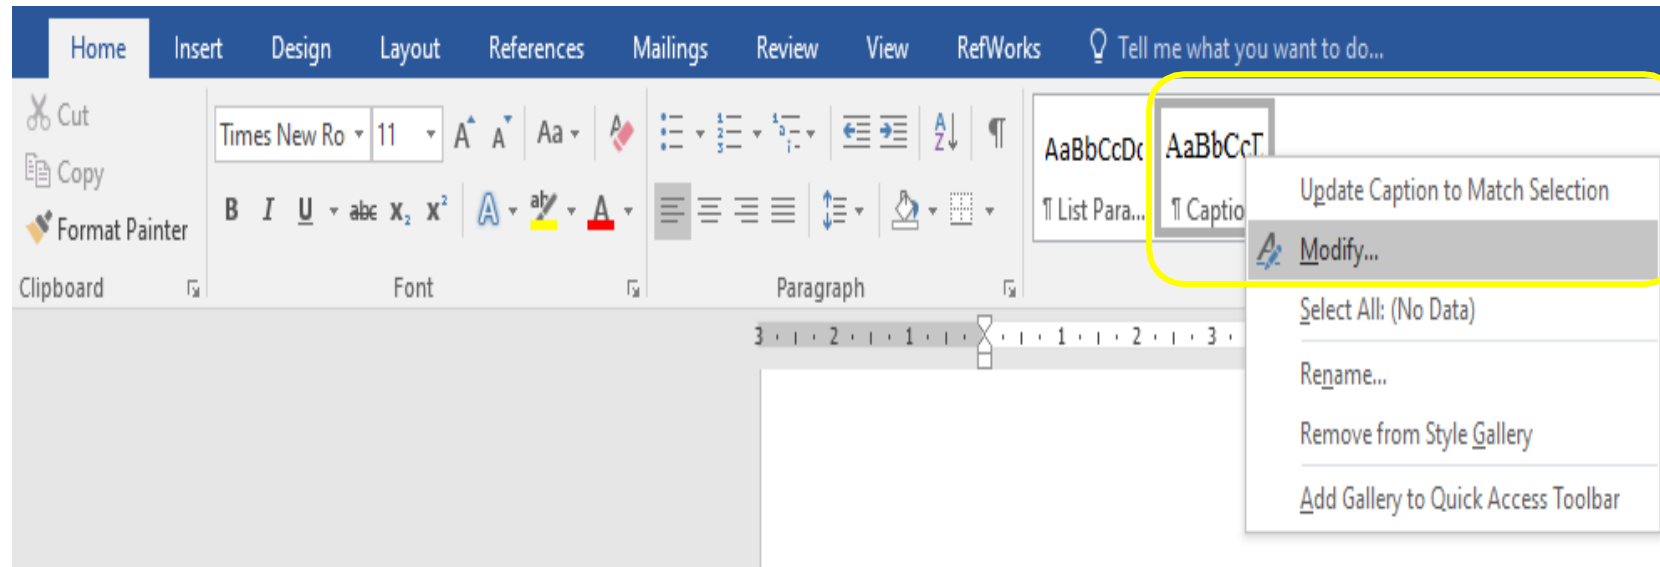 Home Insert Design Layout References Mailings Review View RefWorks Tell me what you want to do...
Cut
Copy
Format Painter
Clipboard
Times New Ro 11 A A Aa
B I U abc X₂ X² A ab A
Font
A Z ¶
Paragraph
AaBbCcDc
¶ List Para...
AaBbCcD
¶ Captio
Update Caption to Match Selection
Modify...
Select All: (No Data)
Rename...
Remove from Style Gallery
Add Gallery to Quick Access Toolbar
3 2 1 1 2 3